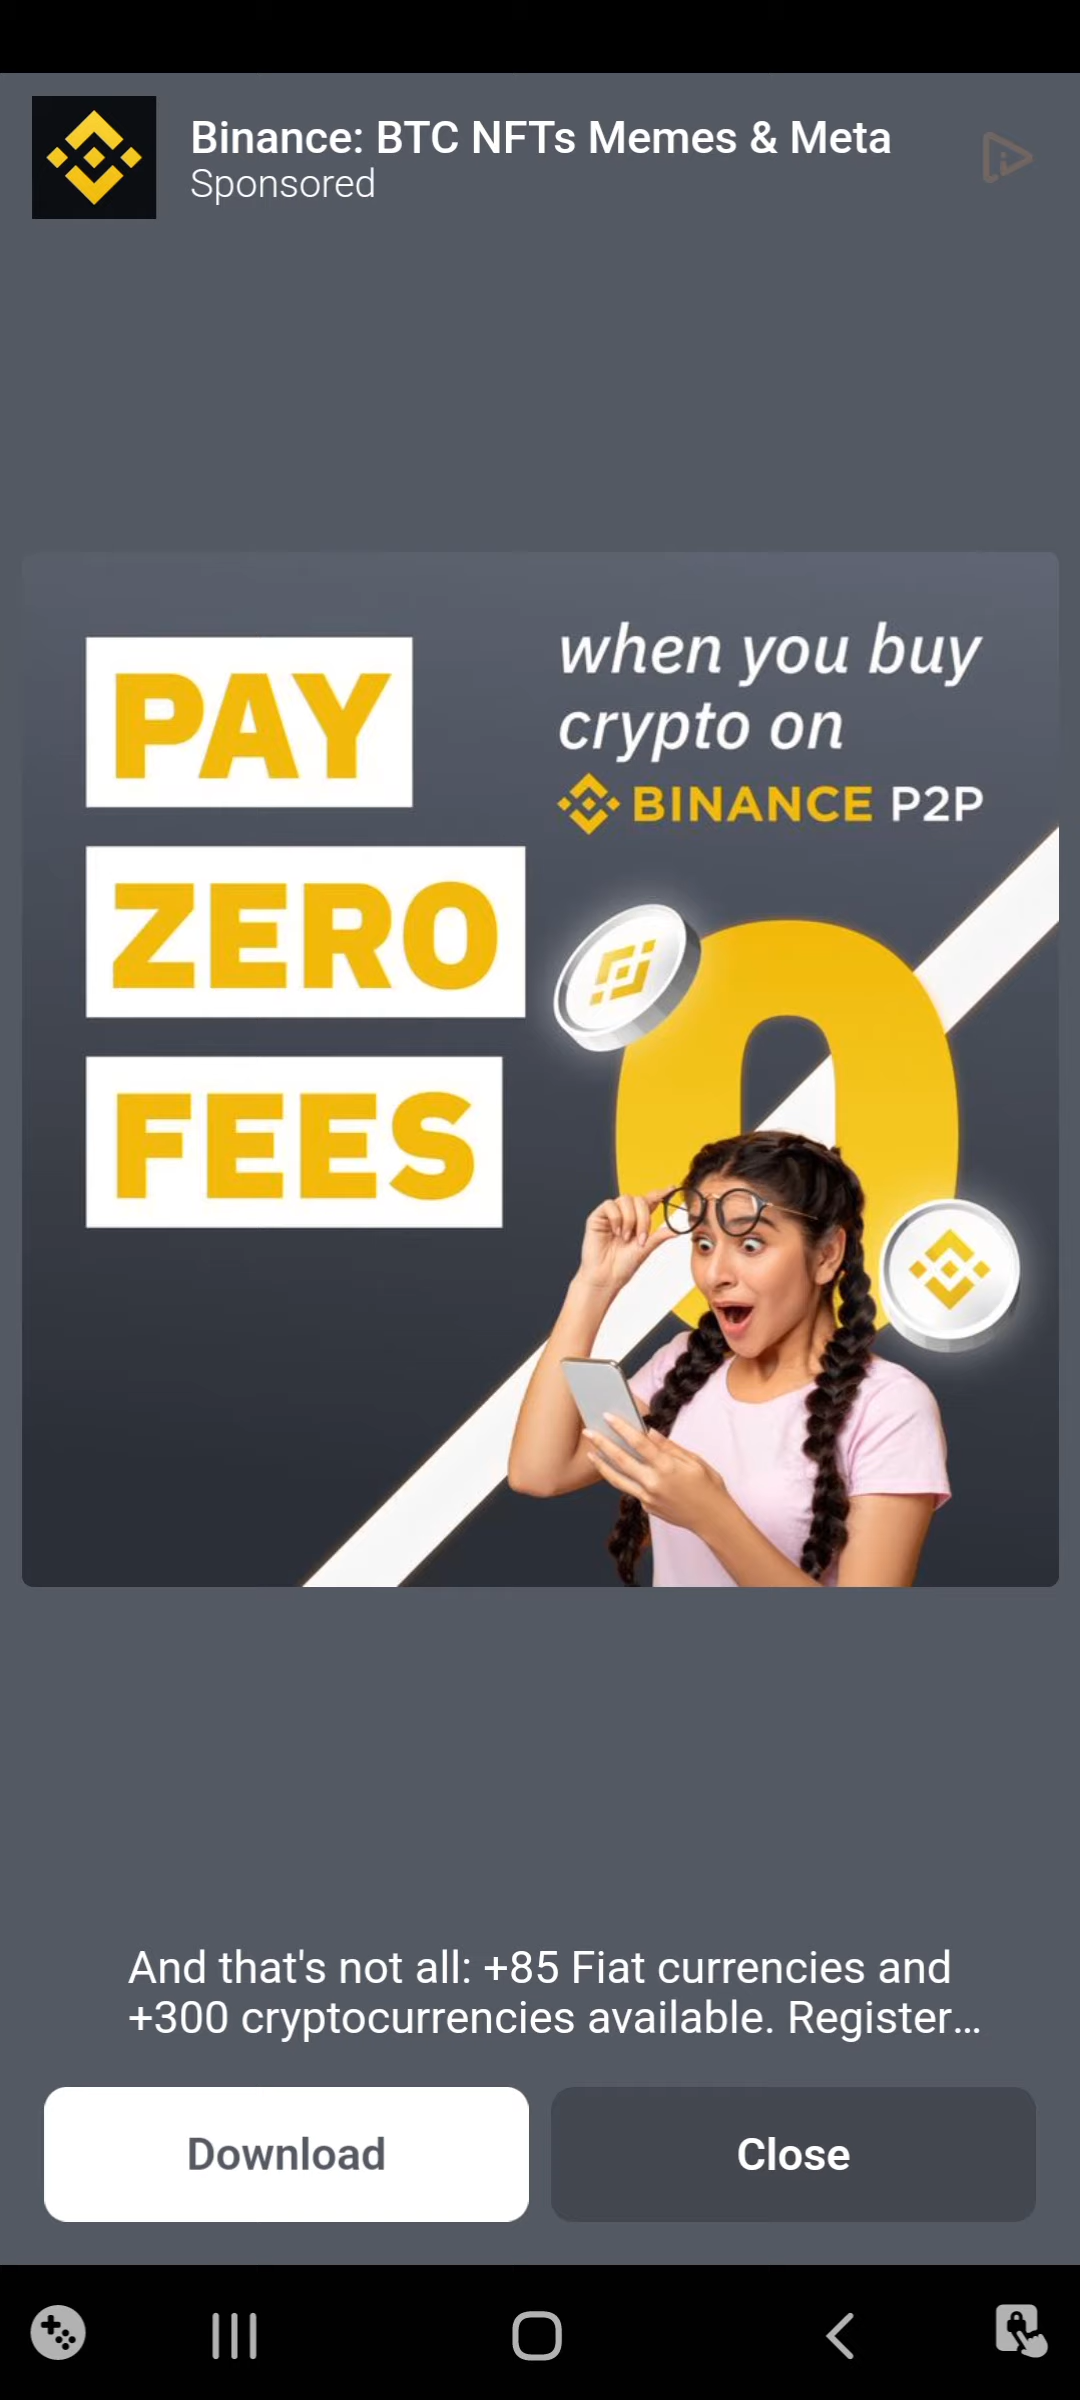 Binance: BTC NFTs Memes & Meta
Sponsored
PAY
ZERO
FEES
when you buy
crypto on
BINANCE P2P
0
And that's not all: +85 Fiat currencies and
+300 cryptocurrencies available. Register…
Download
Close